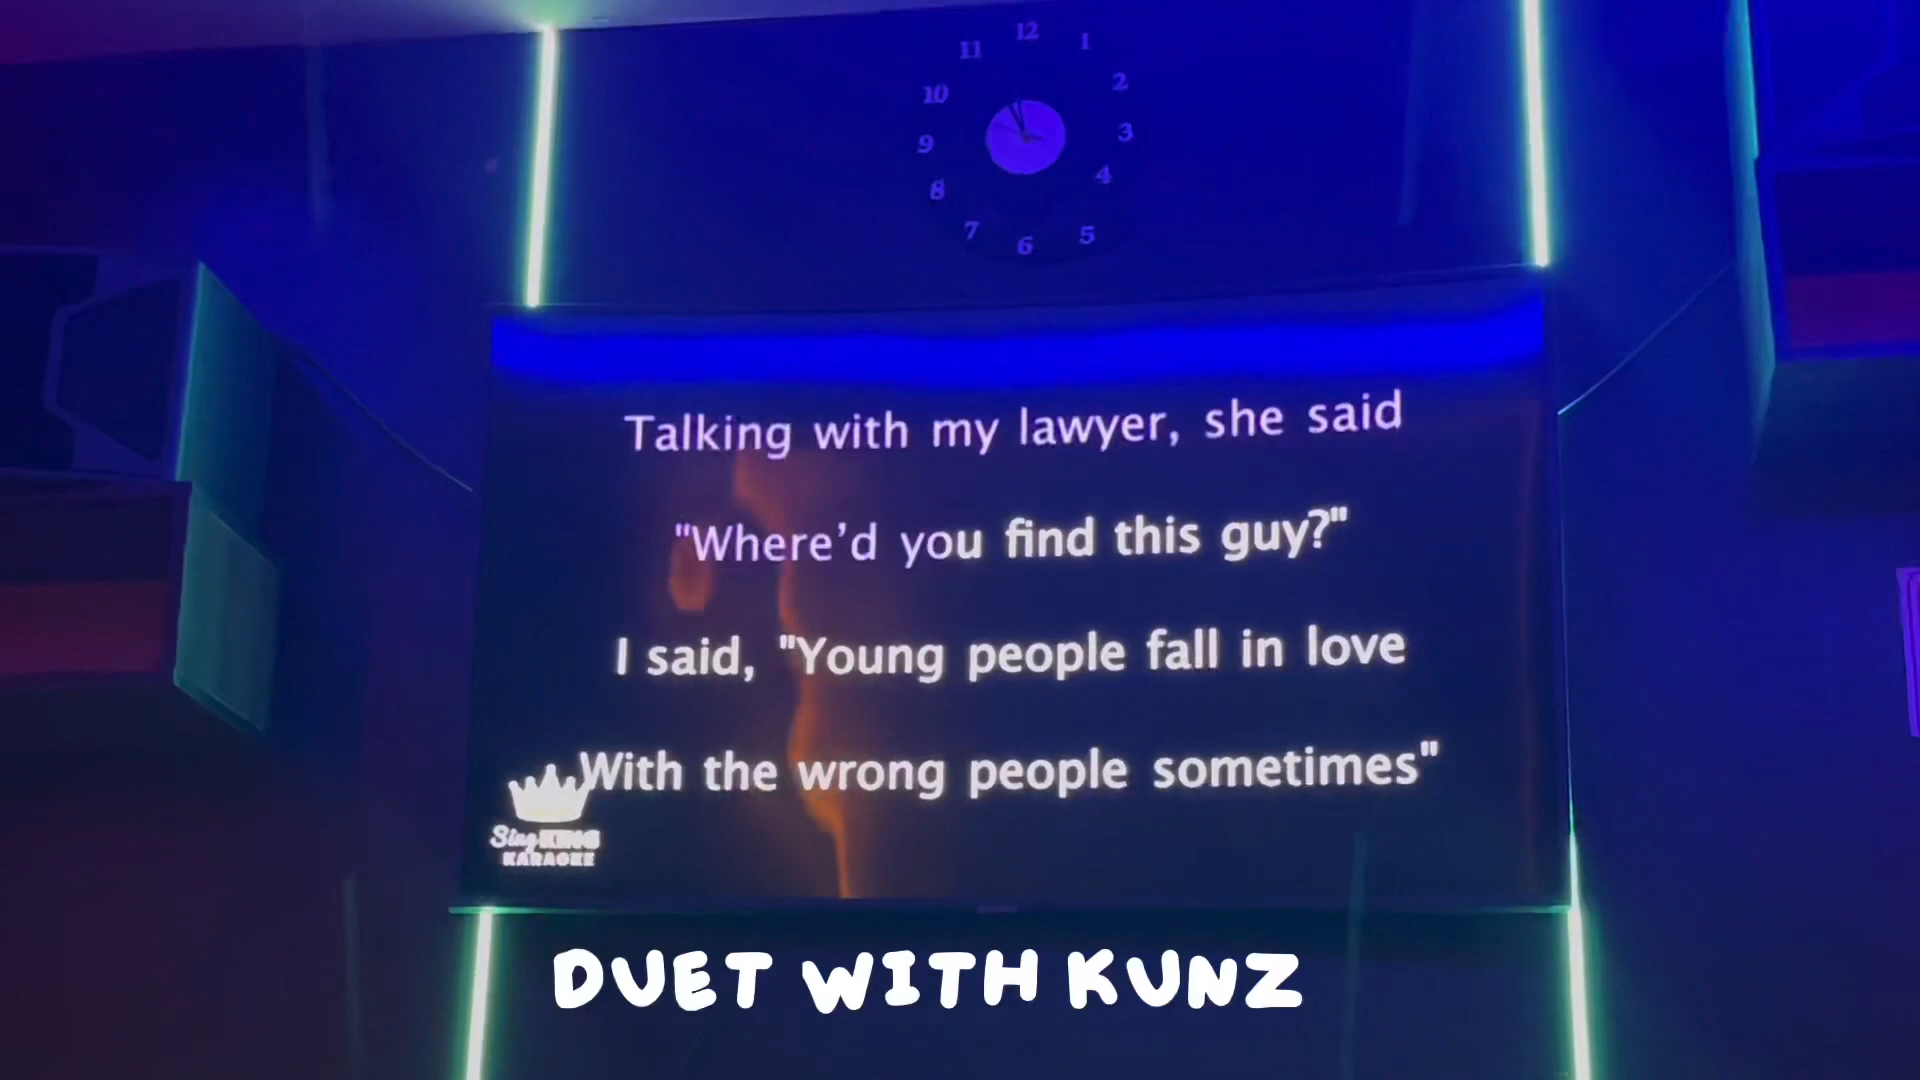 12
11
1
10
2
9
3
8
4
7
5
6
Talking with my lawyer, she said
"Where’d you find this guy?"
I said, "Young people fall in love
With the wrong people sometimes"
Sing KING
KARAOKE
DUET WITH KUNZ